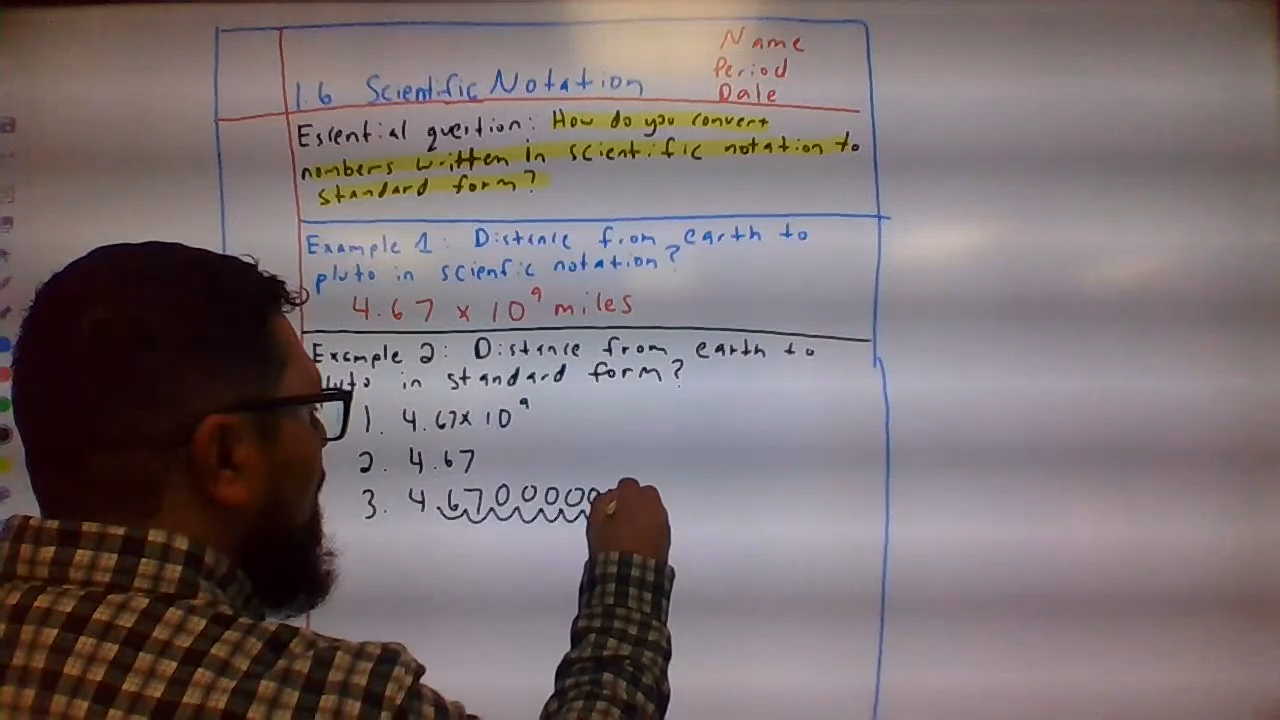 Name
Period
1.6 Scientific Notation Date
Essential question: How do you convert
numbers written in scientific notation to
standard form?
Example 1: Distance from earth to
pluto in scienfic notation?
4.67 x 10⁹ miles
Example 2: Distance from earth to
pluto in standard form?
1. 4.67x 10⁹
2. 4.67
3. 4.6700000